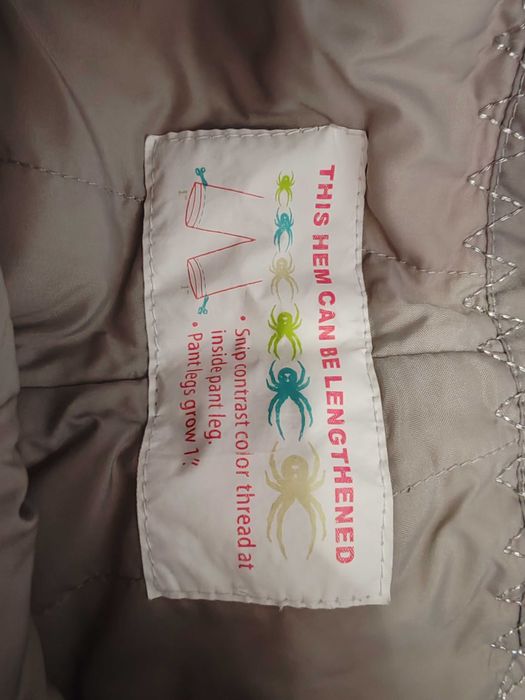 THIS HEM CAN BE LENGTHENED
• Snip contrast color thread at
inside pant leg.
• Pant legs grow 1".